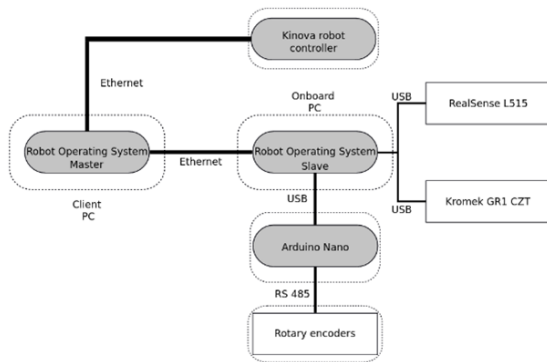 Kinova robot
controller
Ethernet
Onboard
PC
USB
RealSense L515
Robot Operating System
Master
Ethernet
Robot Operating System
Slave
Client
PC
USB
USB
Kromek GR1 CZT
Arduino Nano
RS 485
Rotary encoders